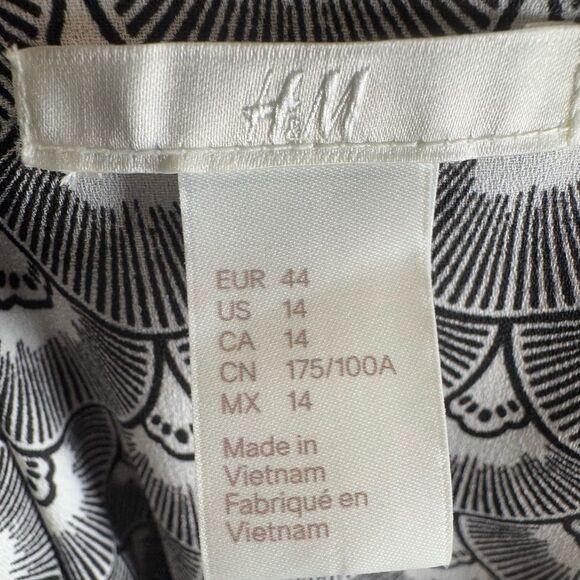 H&M
EUR 44
US 14
CA 14
CN 175/100A
MX 14
Made in
Vietnam
Fabriqué en
Vietnam